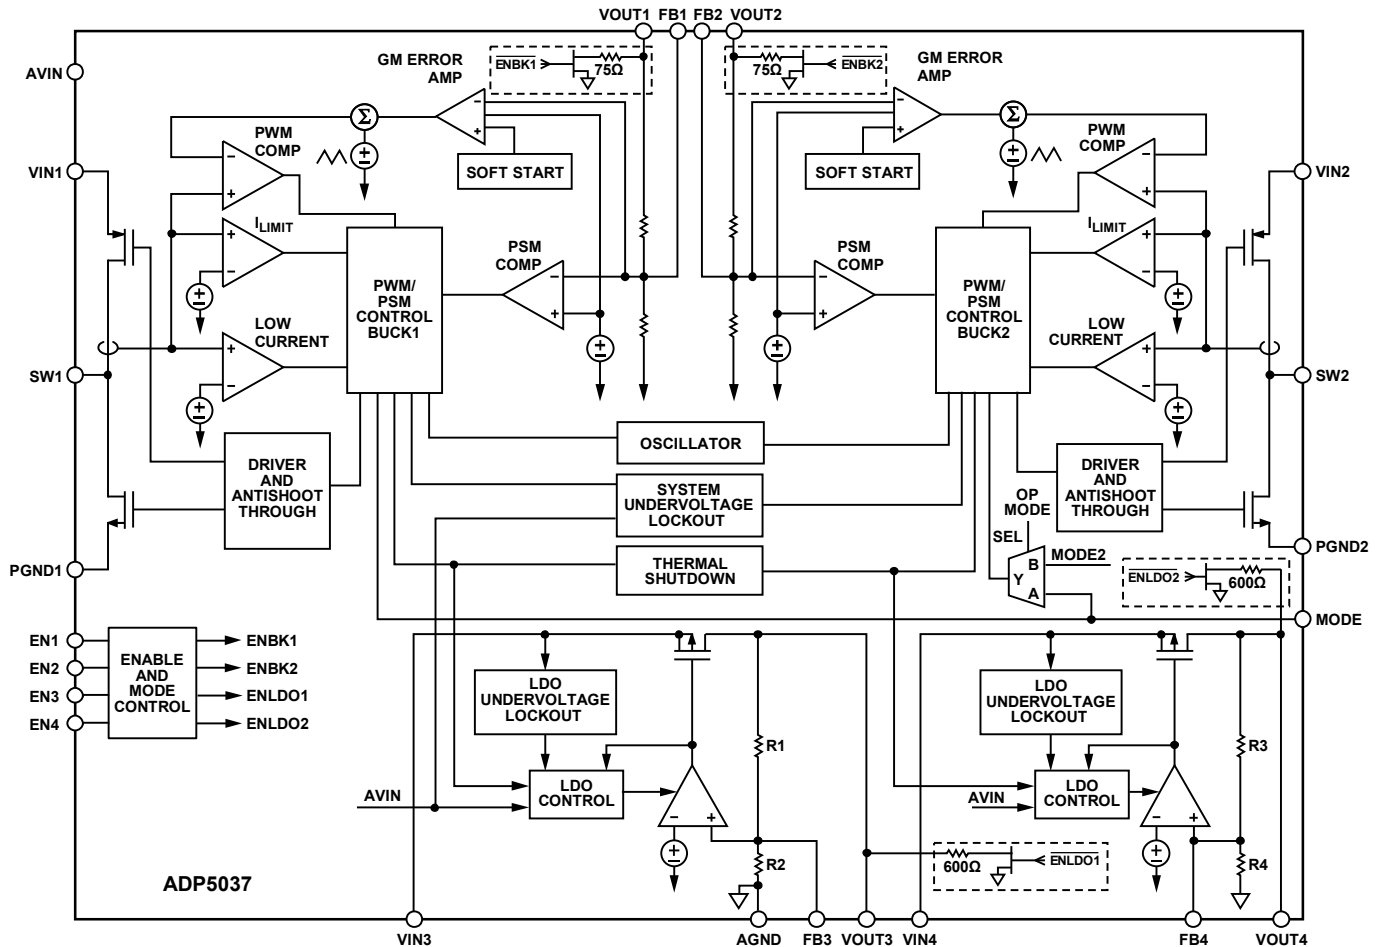 VOUT1 FB1 FB2 VOUT2
AVIN
GM ERROR
AMP
ENBK1
75Ω
75Ω
ENBK2
GM ERROR
AMP
Σ
Σ
PWM
COMP
PWM
COMP
SOFT START
SOFT START
VIN1
VIN2
ILIMIT
ILIMIT
PWM/
PSM
CONTROL
BUCK1
PSM
COMP
PSM
COMP
PWM/
PSM
CONTROL
BUCK2
LOW
CURRENT
LOW
CURRENT
SW1
SW2
OSCILLATOR
DRIVER
AND
ANTISHOOT
THROUGH
SYSTEM
UNDERVOLTAGE
LOCKOUT
OP
MODE
SEL
DRIVER
AND
ANTISHOOT
THROUGH
PGND1
THERMAL
SHUTDOWN
B
Y
A
MODE2
ENLDO2
600Ω
PGND2
MODE
EN1
EN2
EN3
EN4
ENABLE
AND
MODE
CONTROL
ENBK1
ENBK2
ENLDO1
ENLDO2
LDO
UNDERVOLTAGE
LOCKOUT
LDO
UNDERVOLTAGE
LOCKOUT
R1
R3
AVIN
LDO
CONTROL
AVIN
LDO
CONTROL
R2
600Ω
ENLDO1
R4
ADP5037
VIN3
AGND
FB3
VOUT3
VIN4
FB4
VOUT4